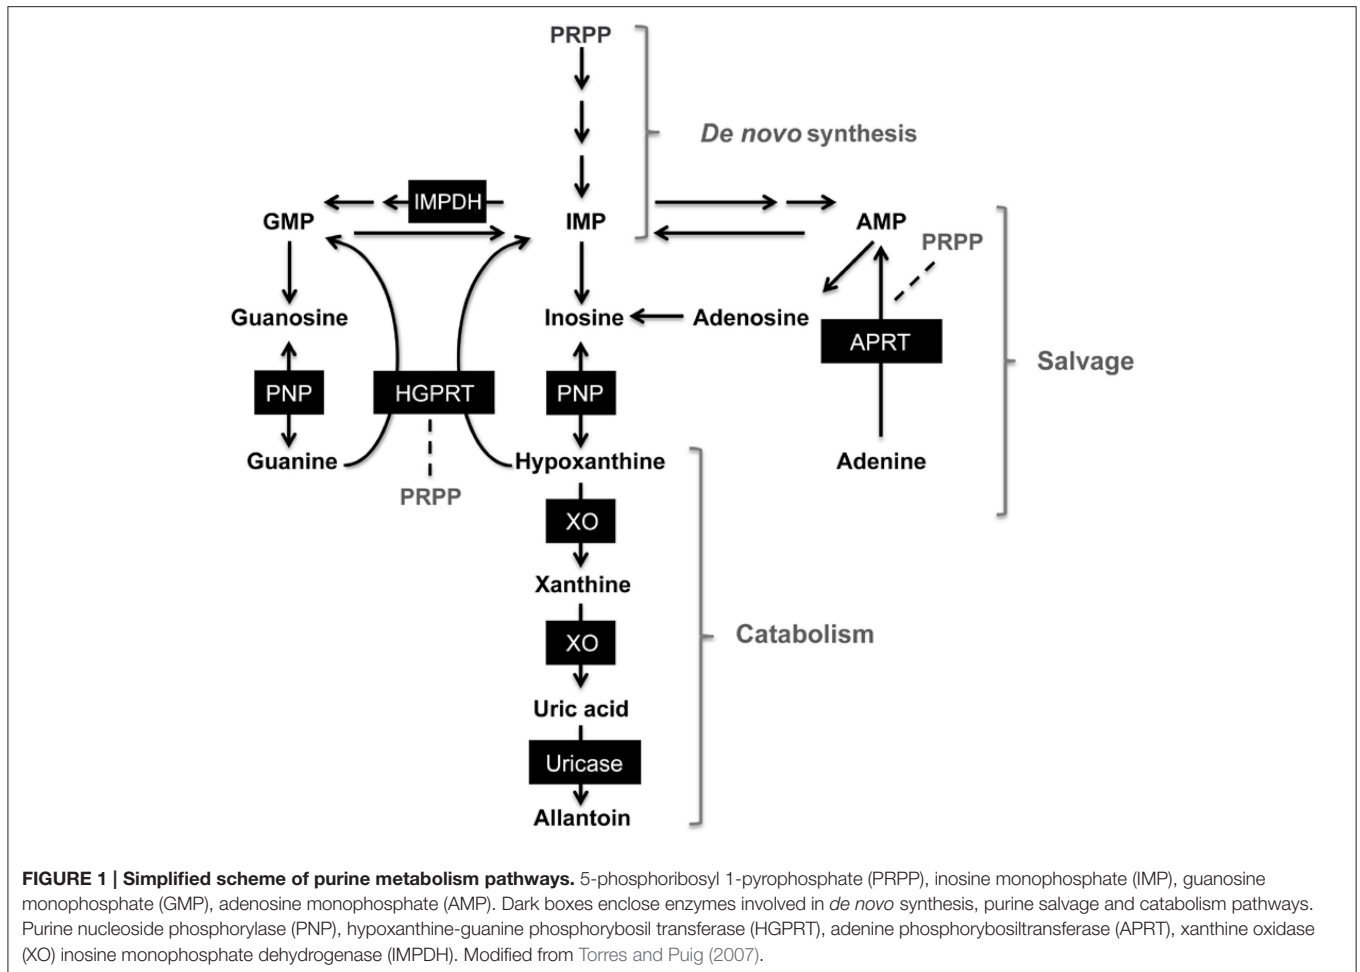 PRPP
De novo synthesis
IMPDH
GMP
IMP
AMP
PRPP
Guanosine
Inosine
Adenosine
APRT
Salvage
PNP
HGPRT
PNP
Guanine
Hypoxanthine
Adenine
PRPP
XO
Xanthine
XO
Catabolism
Uric acid
Uricase
Allantoin
FIGURE 1 | Simplified scheme of purine metabolism pathways. 5-phosphoribosyl 1-pyrophosphate (PRPP), inosine monophosphate (IMP), guanosine
monophosphate (GMP), adenosine monophosphate (AMP). Dark boxes enclose enzymes involved in de novo synthesis, purine salvage and catabolism pathways.
Purine nucleoside phosphorylase (PNP), hypoxanthine-guanine phosphorybosil transferase (HGPRT), adenine phosphorybosiltransferase (APRT), xanthine oxidase
(XO) inosine monophosphate dehydrogenase (IMPDH). Modified from Torres and Puig (2007).